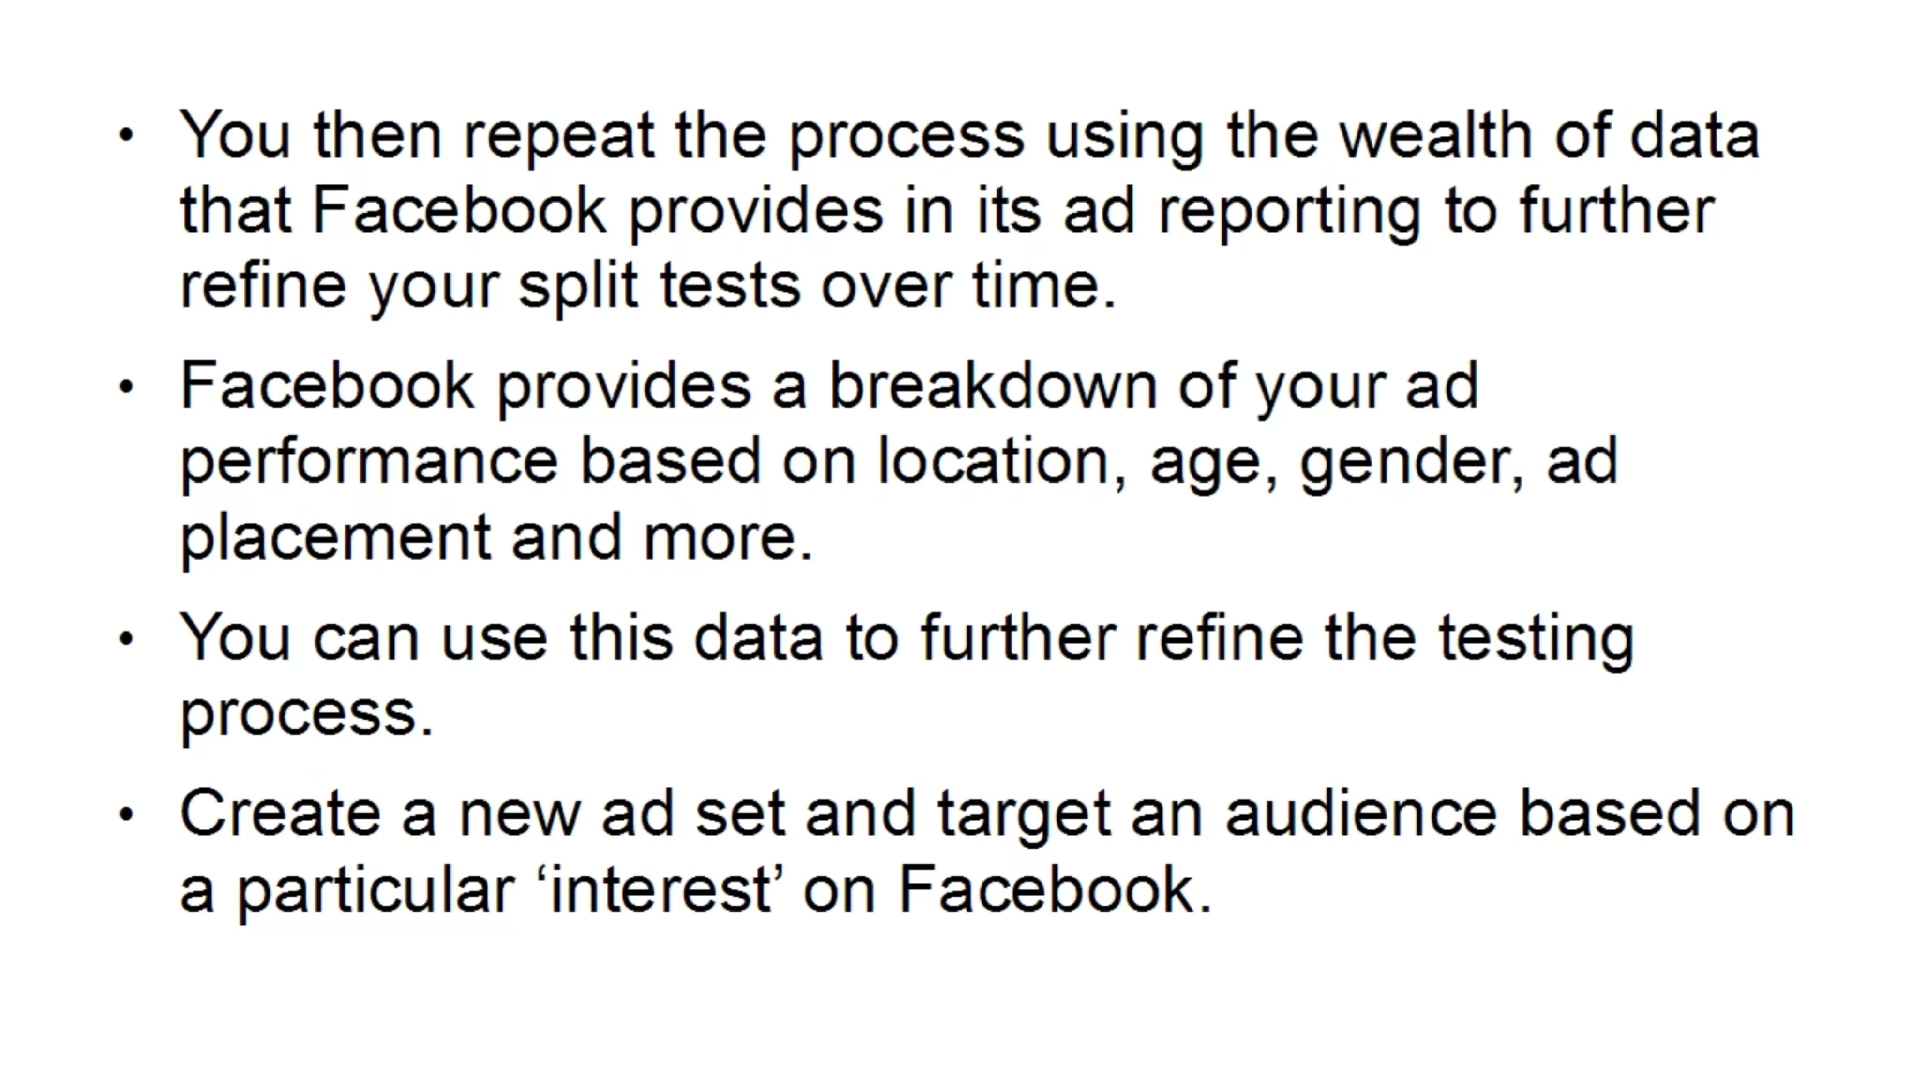 • You then repeat the process using the wealth of data
that Facebook provides in its ad reporting to further
refine your split tests over time.
• Facebook provides a breakdown of your ad
performance based on location, age, gender, ad
placement and more.
• You can use this data to further refine the testing
process.
• Create a new ad set and target an audience based on
a particular ‘interest’ on Facebook.